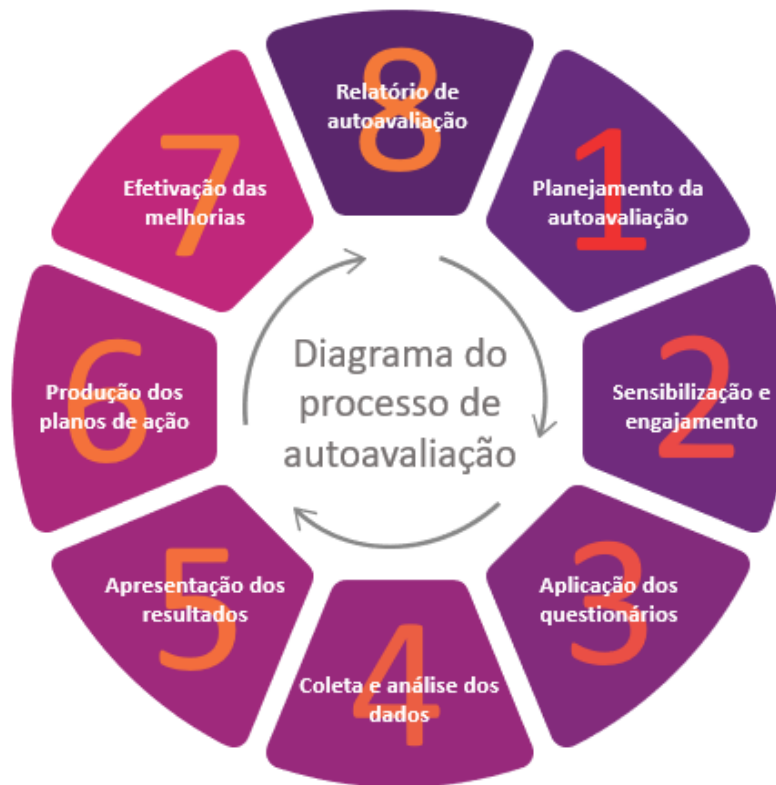 8
Relatório de
autoavaliação
1
Planejamento da
autoavaliação
2
Sensibilização e
engajamento
3
Aplicação dos
questionários
4
Coleta e análise dos
dados
5
Apresentação dos
resultados
6
Produção dos
planos de ação
7
Efetivação das
melhorias
Diagrama do
processo de
autoavaliação